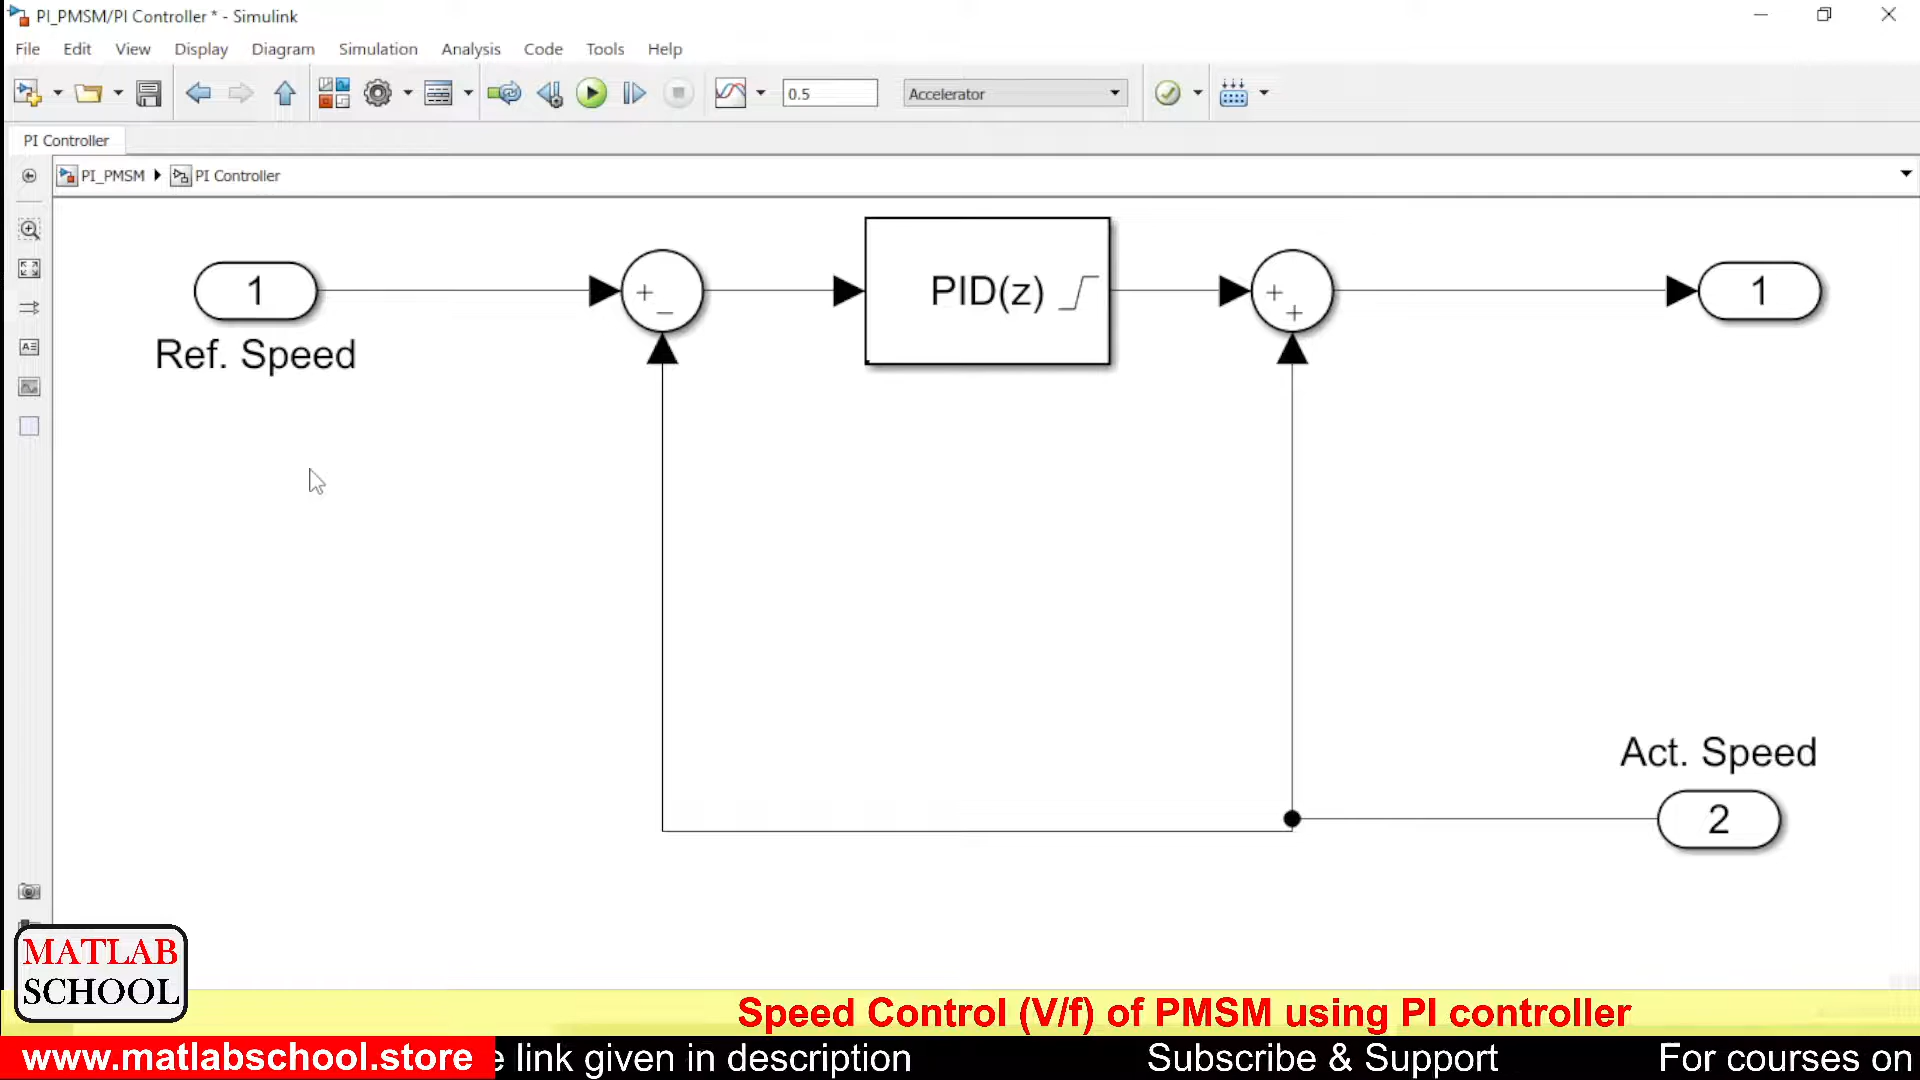 PI_PMSM/PI Controller * - Simulink
File Edit View Display Diagram Simulation Analysis Code Tools Help
0.5 Accelerator
PI Controller
PI_PMSM PI Controller
1 + − PID(z) + + 1
Ref. Speed
Act. Speed
2
MATLAB
SCHOOL
Speed Control (V/f) of PMSM using PI controller
www.matlabschool.store e link given in description Subscribe & Support For courses on